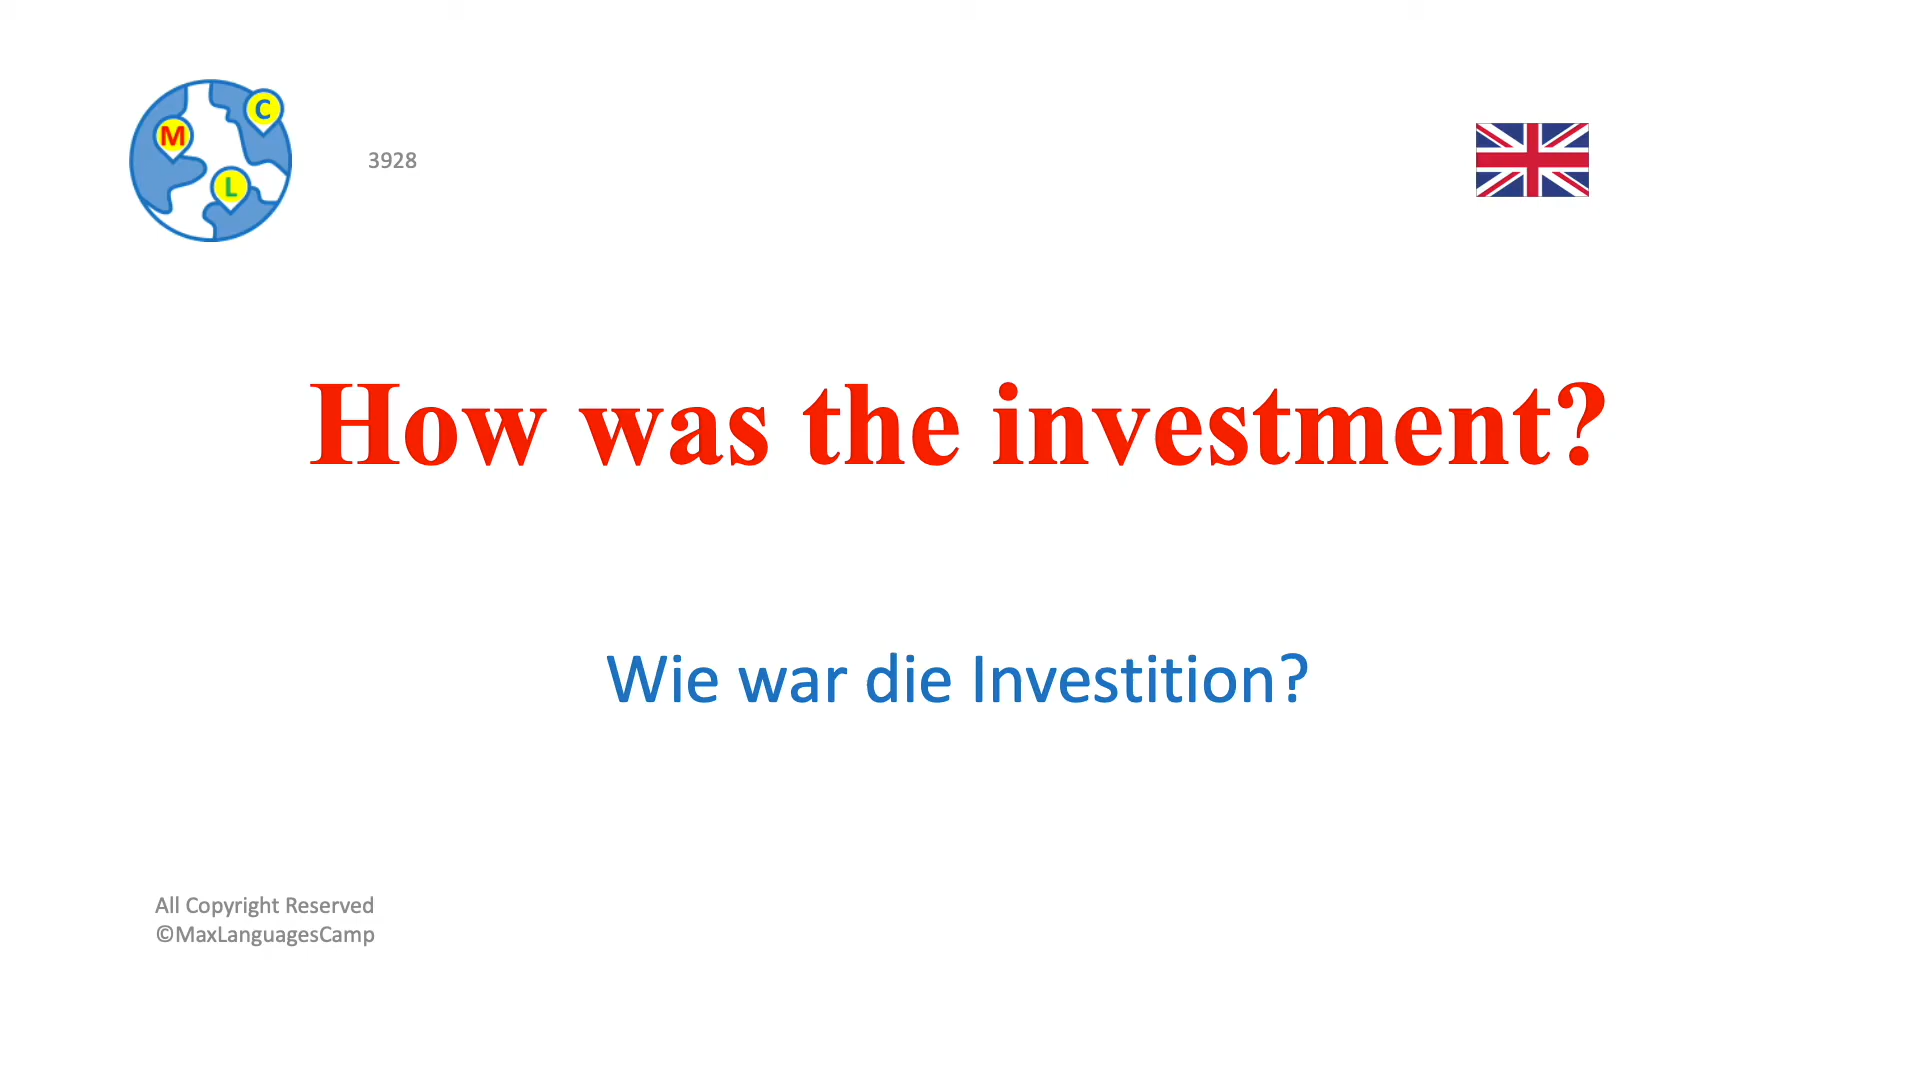 C
M
L
3928
How was the investment?
Wie war die Investition?
All Copyright Reserved
©MaxLanguagesCamp